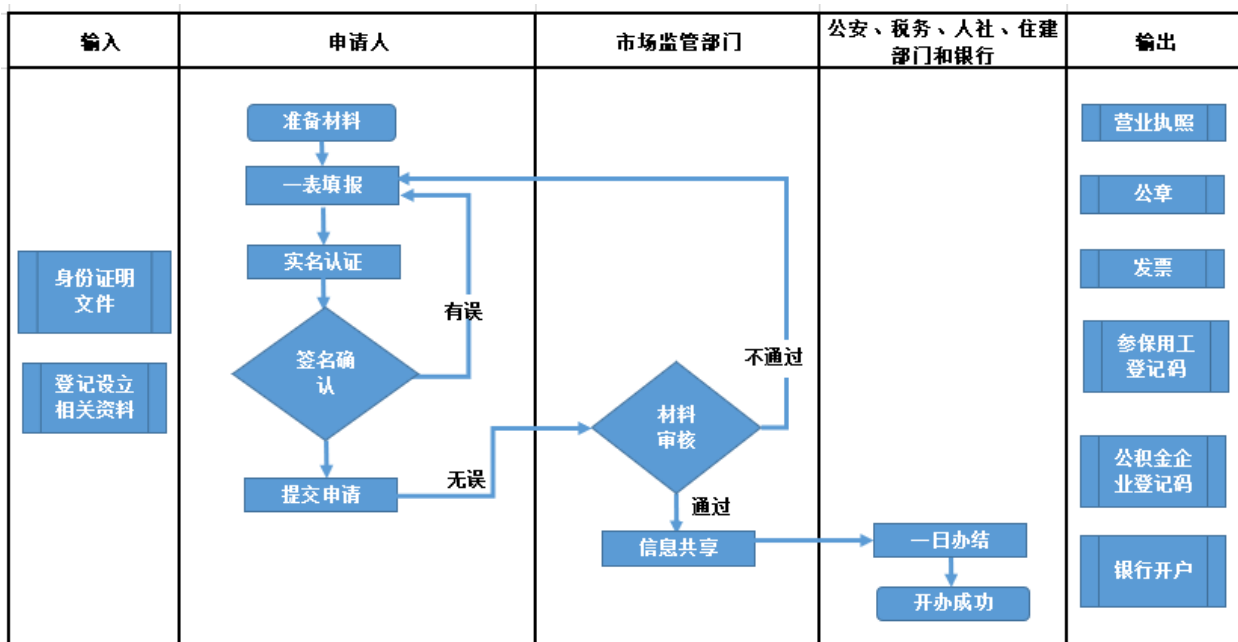 输入
申请人
市场监管部门
公安、税务、人社、住建
部门和银行
输出
身份证明
文件
登记设立
相关资料
准备材料
一表填报
实名认证
签名确
认
有误
提交申请
无误
材料
审核
不通过
通过
信息共享
一日办结
开办成功
营业执照
公章
发票
参保用工
登记码
公积金企
业登记码
银行开户